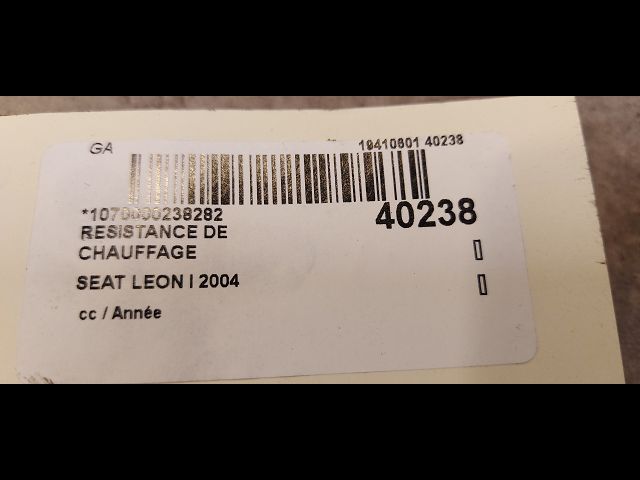 GA
19410601 40238
*1070000238282
40238
RESISTANCE DE
CHAUFFAGE
SEAT LEON I 2004
cc / Année